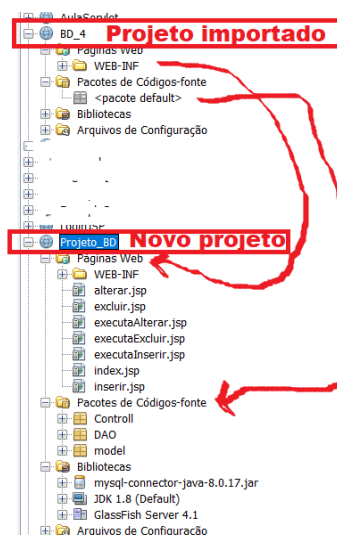 AulaServlet
BD_4 Projeto importado
Páginas Web
WEB-INF
Pacotes de Códigos-fonte
<pacote default>
Bibliotecas
Arquivos de Configuração
LoginJSP
Projeto_BD Novo projeto
Páginas Web
WEB-INF
alterar.jsp
excluir.jsp
executaAlterar.jsp
executaExcluir.jsp
executaInserir.jsp
index.jsp
inserir.jsp
Pacotes de Códigos-fonte
Controll
DAO
model
Bibliotecas
mysql-connector-java-8.0.17.jar
JDK 1.8 (Default)
GlassFish Server 4.1
Arquivos de Configuração